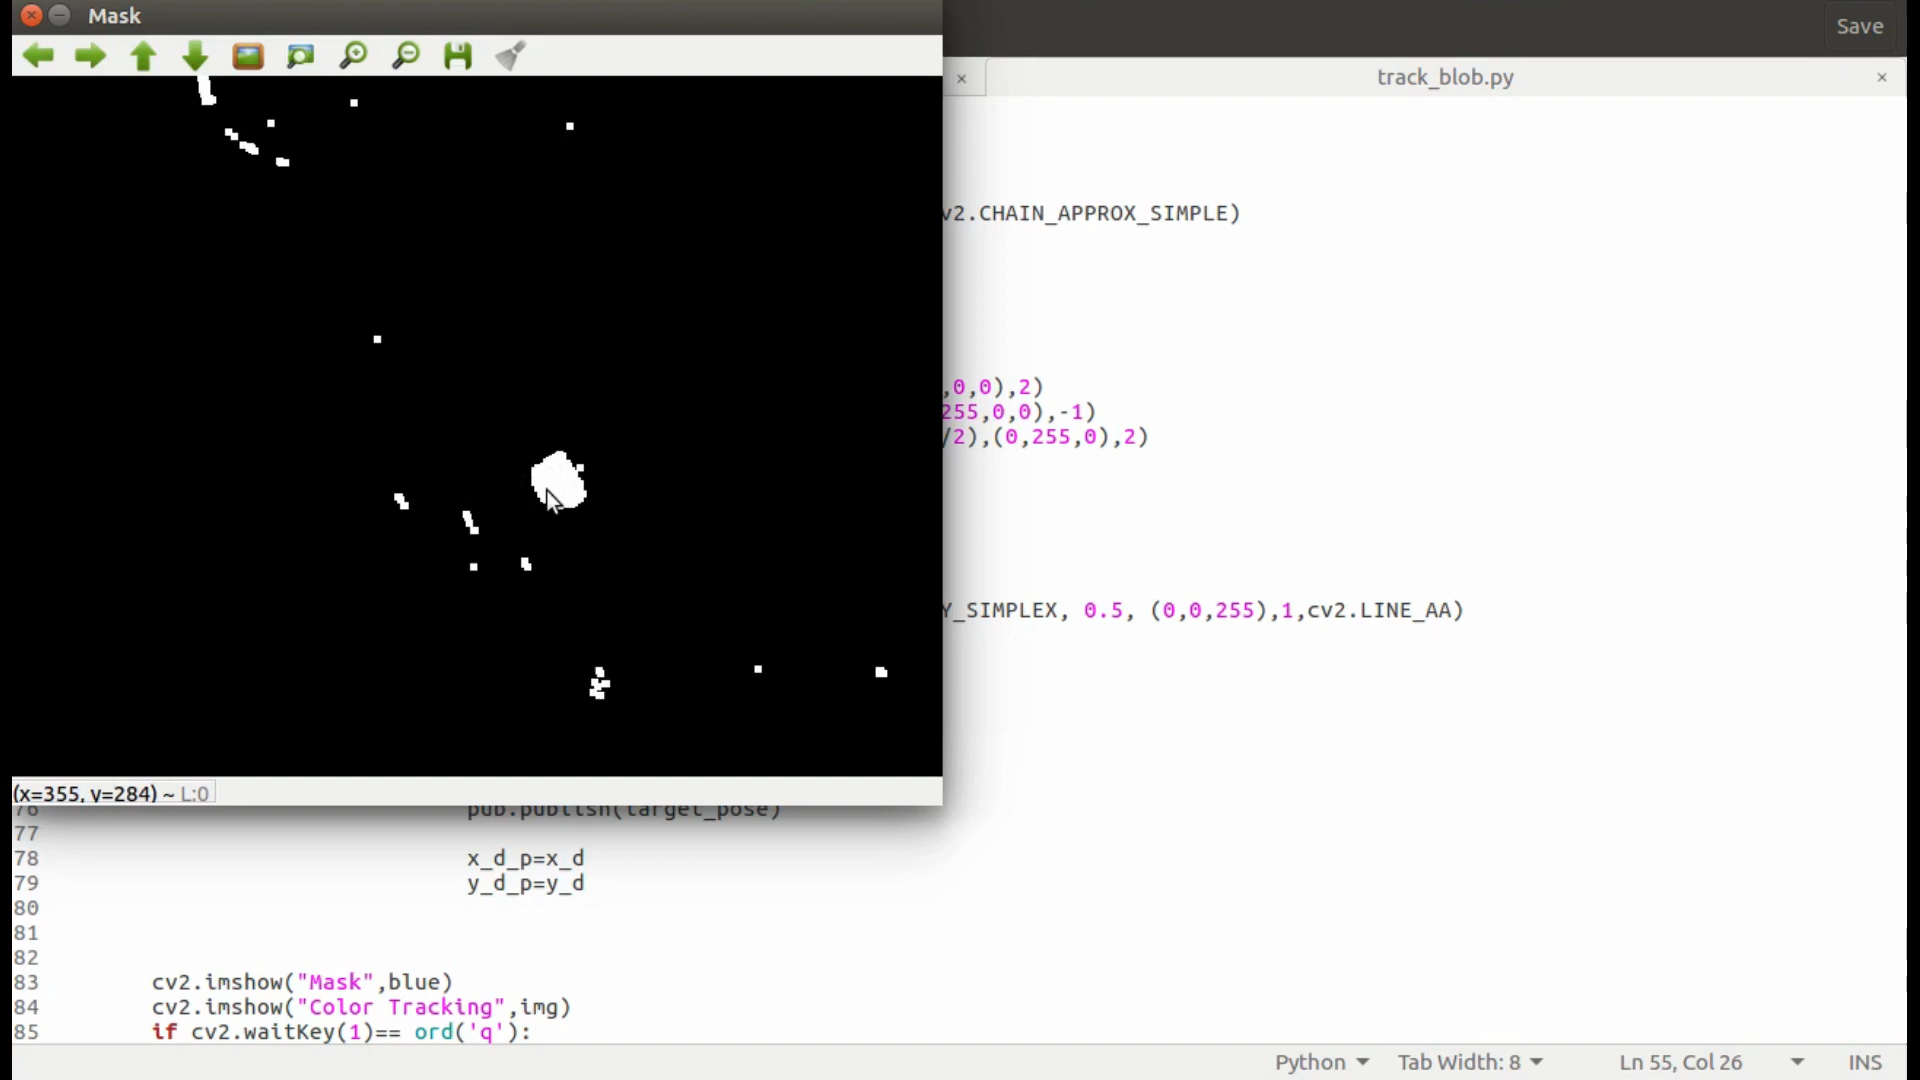 Mask
Save
track_blob.py
v2.CHAIN_APPROX_SIMPLE)
,0,0),2)
255,0,0),-1)
/2),(0,255,0),2)
Y_SIMPLEX, 0.5, (0,0,255),1,cv2.LINE_AA)
(x=355, y=284) ~ L:0
76 pub.publish(target_pose)
77
78 x_d_p=x_d
79 y_d_p=y_d
80
81
82
83 cv2.imshow("Mask",blue)
84 cv2.imshow("Color Tracking",img)
85 if cv2.waitKey(1)== ord('q'):
Python Tab Width: 8 Ln 55, Col 26 INS